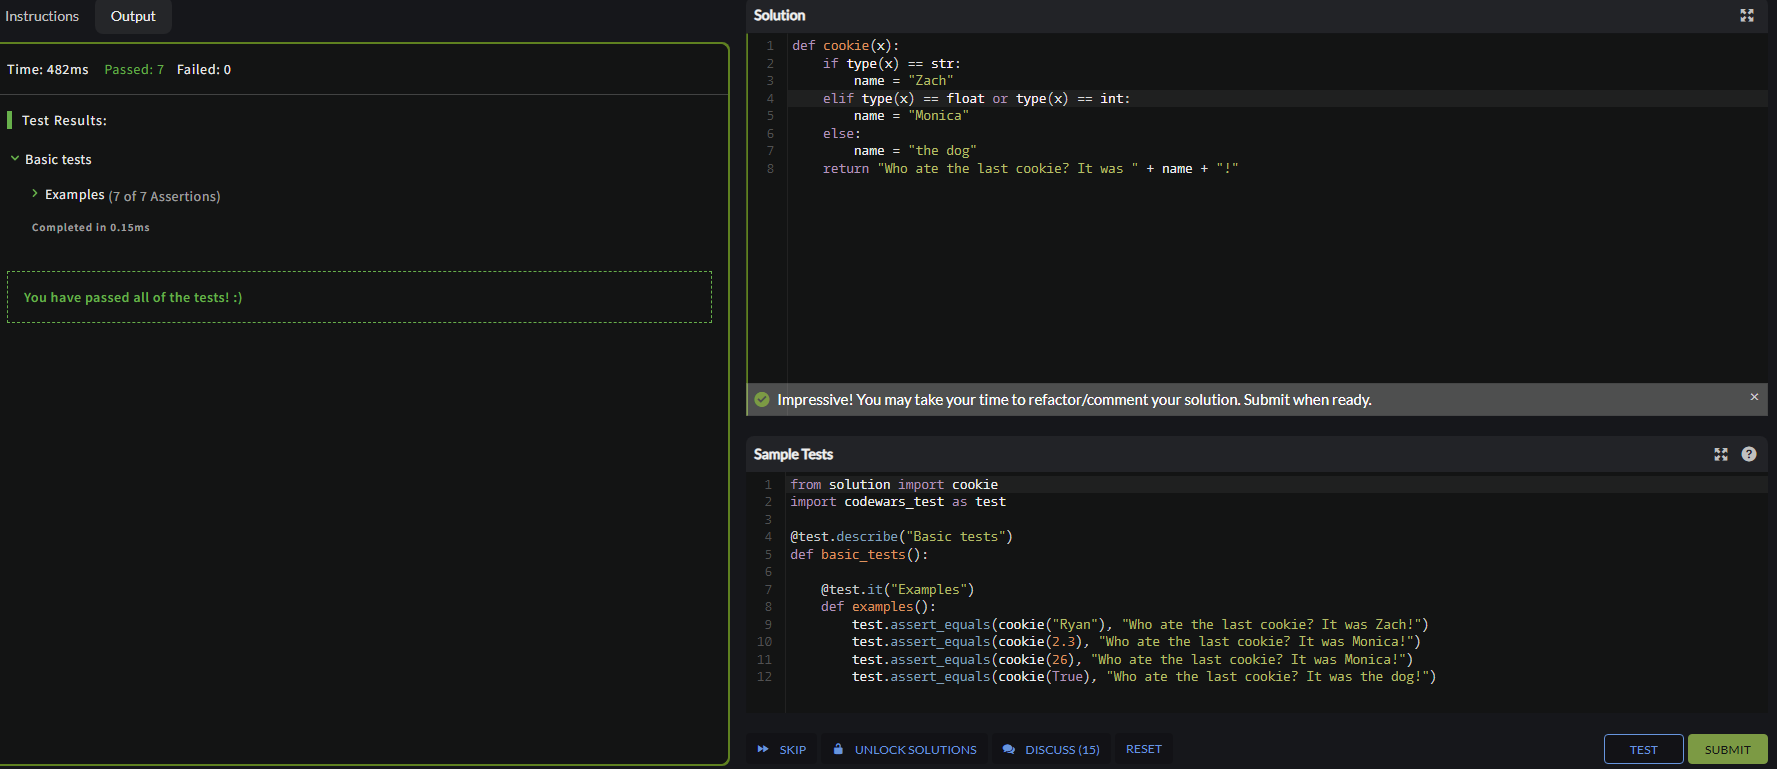 Instructions
Output
Time: 482ms Passed: 7 Failed: 0
Test Results:
Basic tests
Examples (7 of 7 Assertions)
Completed in 0.15ms
You have passed all of the tests! :)
Solution
1 def cookie(x):
2     if type(x) == str:
3         name = "Zach"
4     elif type(x) == float or type(x) == int:
5         name = "Monica"
6     else:
7         name = "the dog"
8     return "Who ate the last cookie? It was " + name + "!"
Impressive! You may take your time to refactor/comment your solution. Submit when ready.
×
Sample Tests
?
1 from solution import cookie
2 import codewars_test as test
3
4 @test.describe("Basic tests")
5 def basic_tests():
6
7     @test.it("Examples")
8     def examples():
9         test.assert_equals(cookie("Ryan"), "Who ate the last cookie? It was Zach!")
10         test.assert_equals(cookie(2.3), "Who ate the last cookie? It was Monica!")
11         test.assert_equals(cookie(26), "Who ate the last cookie? It was Monica!")
12         test.assert_equals(cookie(True), "Who ate the last cookie? It was the dog!")
SKIP
UNLOCK SOLUTIONS
DISCUSS (15)
RESET
TEST
SUBMIT